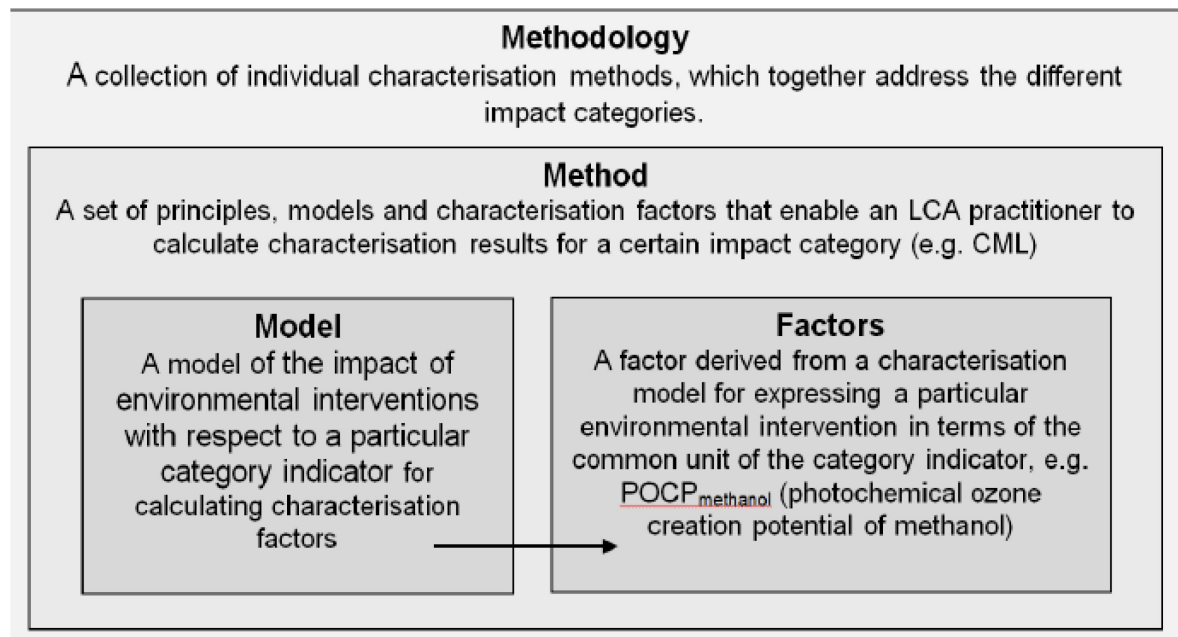 Methodology
A collection of individual characterisation methods, which together address the different
impact categories.
Method
A set of principles, models and characterisation factors that enable an LCA practitioner to
calculate characterisation results for a certain impact category (e.g. CML)
Model
A model of the impact of
environmental interventions
with respect to a particular
category indicator for
calculating characterisation
factors
Factors
A factor derived from a characterisation
model for expressing a particular
environmental intervention in terms of the
common unit of the category indicator, e.g.
POCPmethanol (photochemical ozone
creation potential of methanol)